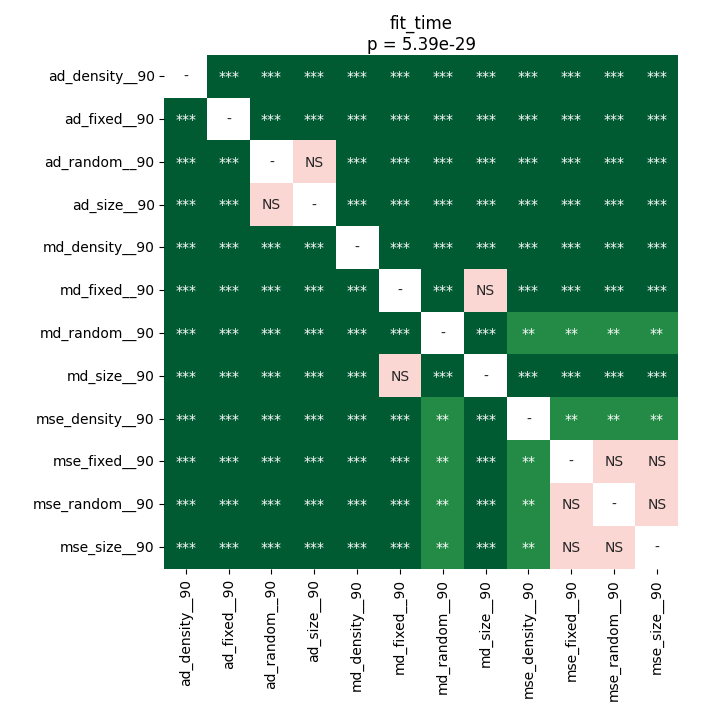 fit_time
p = 5.39e-29
ad_density__90 - *** *** *** *** *** *** *** *** *** *** ***
ad_fixed__90 *** - *** *** *** *** *** *** *** *** *** ***
ad_random__90 *** *** - NS *** *** *** *** *** *** *** ***
ad_size__90 *** *** NS - *** *** *** *** *** *** *** ***
md_density__90 *** *** *** *** - *** *** *** *** *** *** ***
md_fixed__90 *** *** *** *** *** - *** NS *** *** *** ***
md_random__90 *** *** *** *** *** *** - *** ** ** ** **
md_size__90 *** *** *** *** *** NS *** - *** *** *** ***
mse_density__90 *** *** *** *** *** *** ** *** - ** ** **
mse_fixed__90 *** *** *** *** *** *** ** *** ** - NS NS
mse_random__90 *** *** *** *** *** *** ** *** ** NS - NS
mse_size__90 *** *** *** *** *** *** ** *** ** NS NS -
ad_density__90
ad_fixed__90
ad_random__90
ad_size__90
md_density__90
md_fixed__90
md_random__90
md_size__90
mse_density__90
mse_fixed__90
mse_random__90
mse_size__90